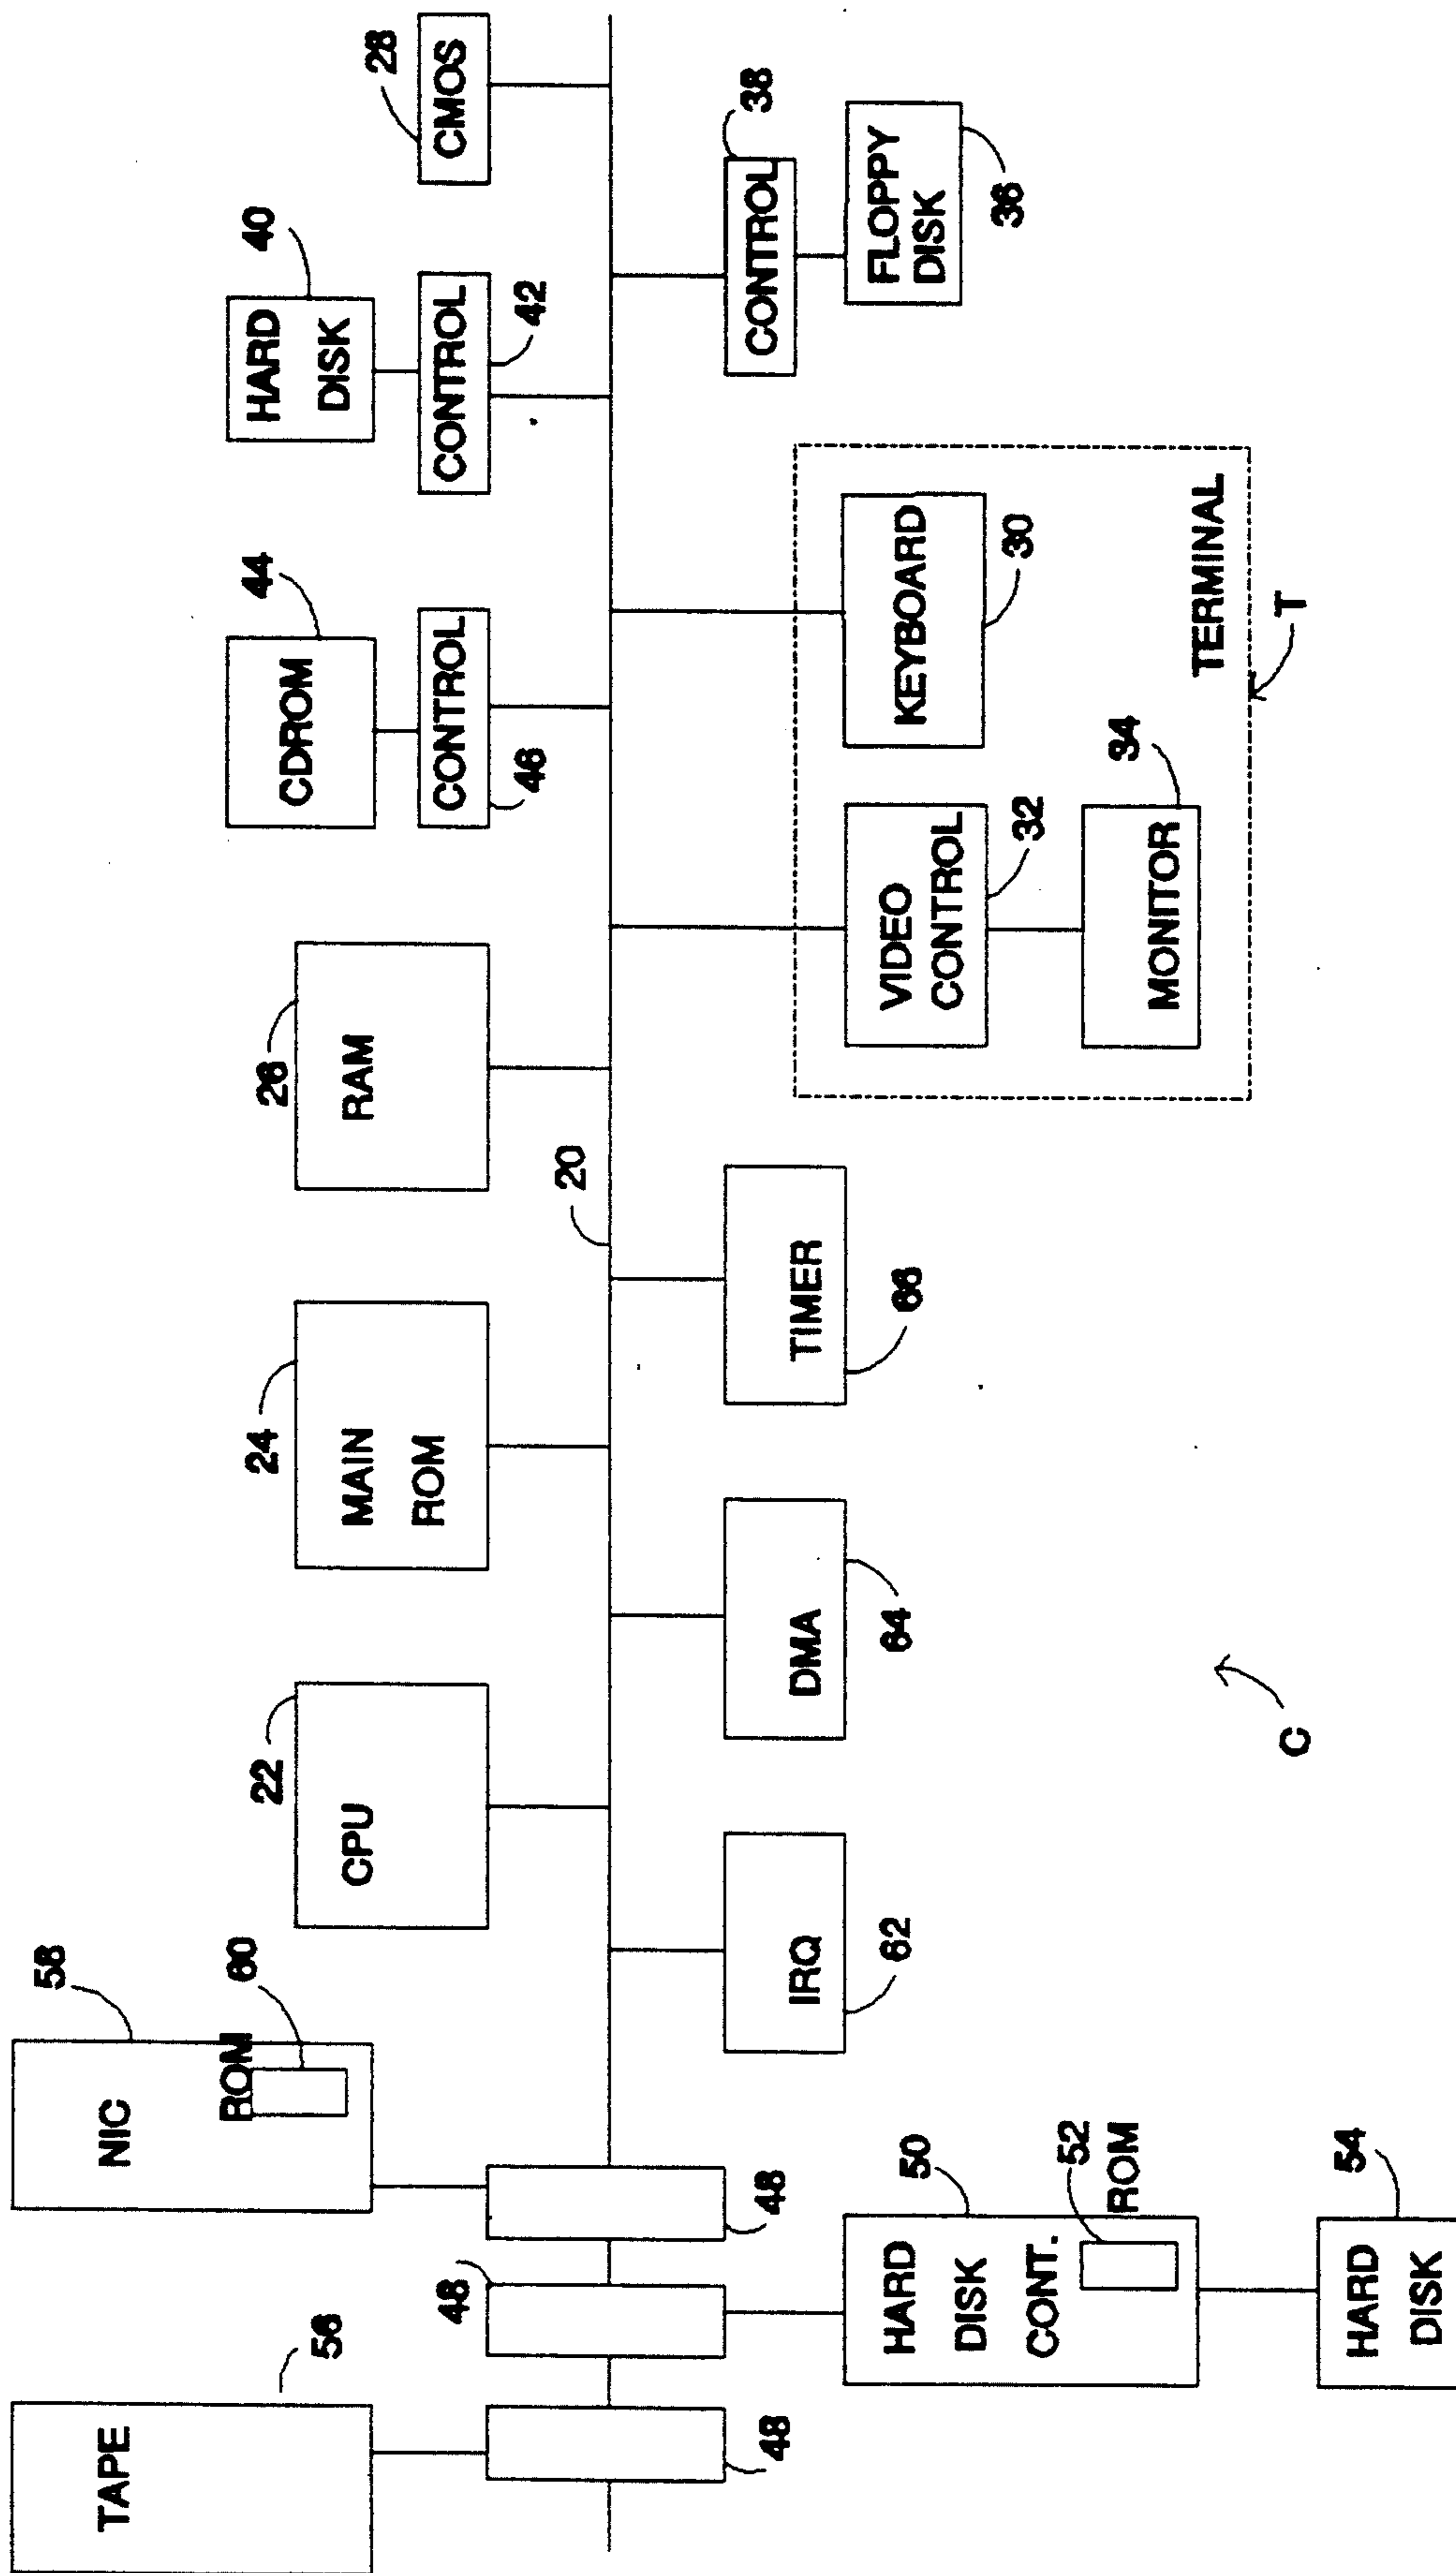 TAPE
56
NIC
58
ROM
60
CPU
22
MAIN
ROM
24
RAM
26
CDROM
44
CONTROL
46
HARD
DISK
40
CONTROL
42
CMOS
28
48
48
48
20
HARD
DISK
CONT.
50
52
ROM
HARD
DISK
54
IRQ
62
DMA
64
TIMER
66
VIDEO
CONTROL
32
KEYBOARD
30
MONITOR
34
TERMINAL
T
CONTROL
38
FLOPPY
DISK
36
C